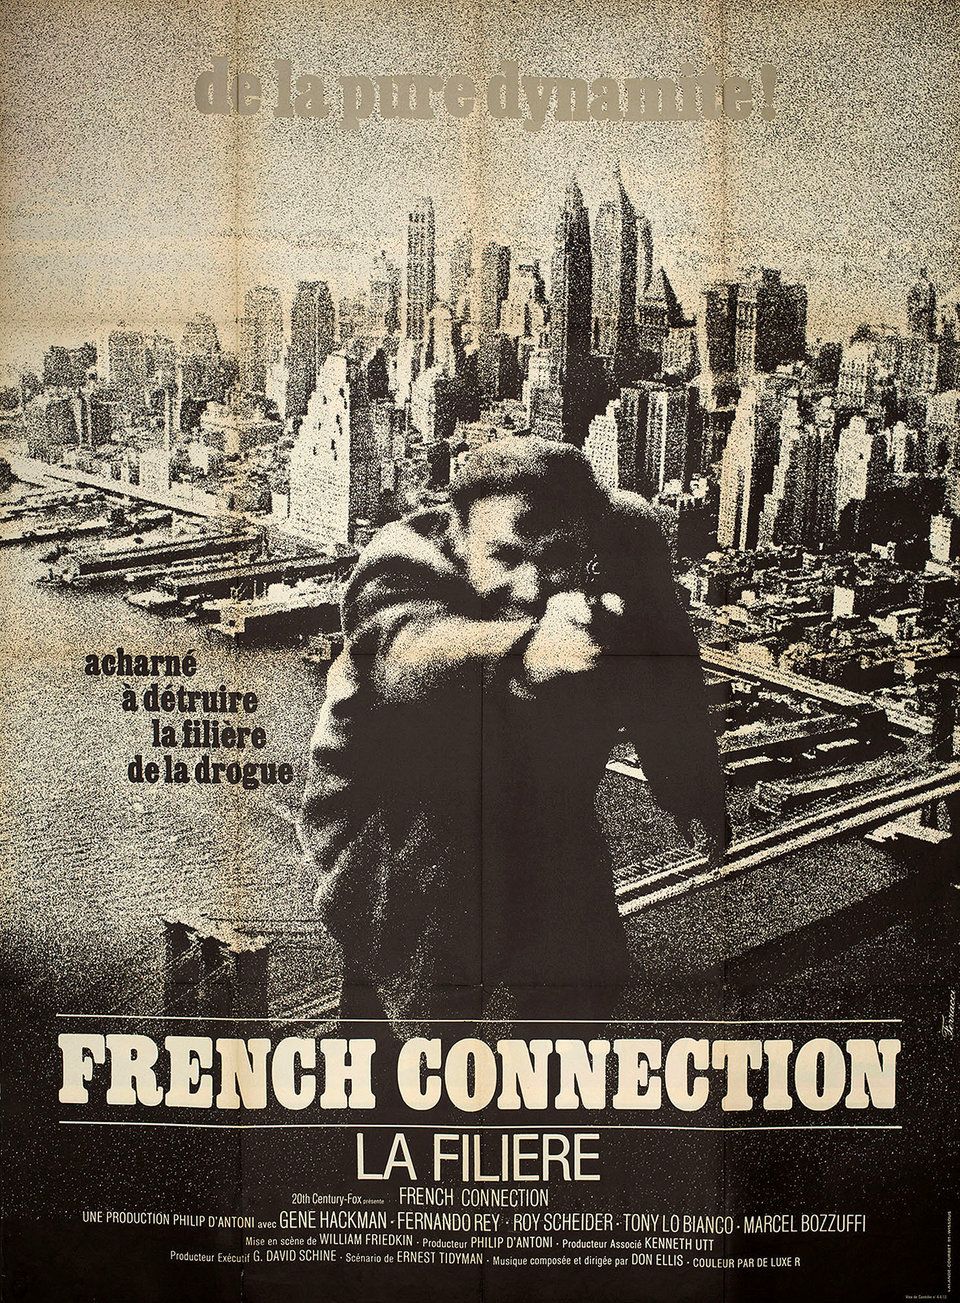 de la pure dynamite!
acharné
à détruire
la filière
de la drogue
FRENCH CONNECTION
LA FILIERE
20th Century-Fox présente FRENCH CONNECTION
UNE PRODUCTION PHILIP D'ANTONI avec GENE HACKMAN · FERNANDO REY · ROY SCHEIDER · TONY LO BIANCO · MARCEL BOZZUFFI
Mise en scène de WILLIAM FRIEDKIN · Producteur PHILIP D'ANTONI · Producteur Associé KENNETH UTT
Producteur Exécutif G. DAVID SCHINE · Scénario de ERNEST TIDYMAN · Musique composée et dirigée par DON ELLIS · COULEUR PAR DE LUXE R